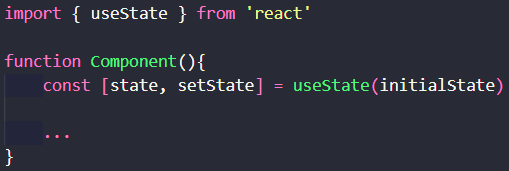 import { useState } from 'react'
function Component(){
const [state, setState] = useState(initialState)
...
}